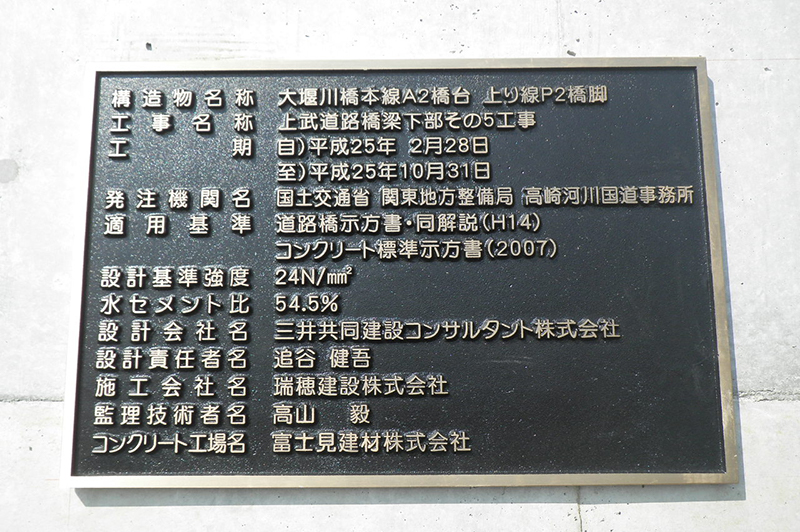 構造物名称 大堰川橋本線A2橋台 上り線P2橋脚
工事名称 上武道路橋梁下部その5工事
工期 自)平成25年 2月28日
至)平成25年10月31日
発注機関名 国土交通省 関東地方整備局 高崎河川国道事務所
適用基準 道路橋示方書・同解説(H14)
コンクリート標準示方書(2007)
設計基準強度 24N/㎟
水セメント比 54.5%
設計会社名 三井共同建設コンサルタント株式会社
設計責任者名 追谷 健吾
施工会社名 瑞穂建設株式会社
監理技術者名 高山 毅
コンクリート工場名 富士見建材株式会社